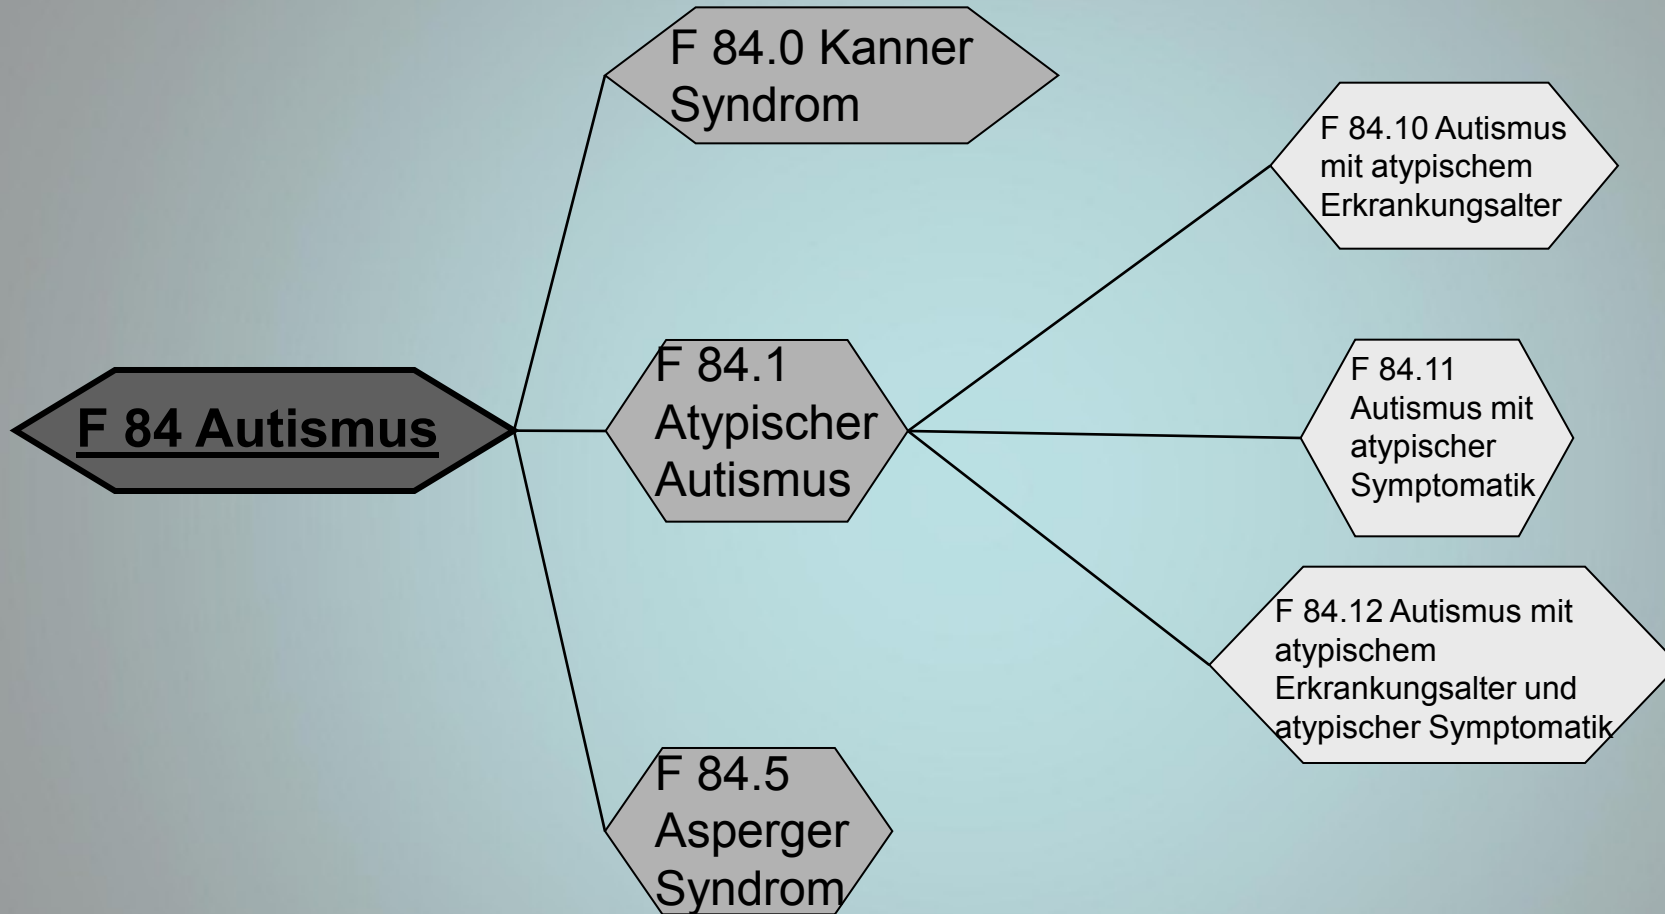 F 84.0 Kanner
Syndrom
F 84.10 Autismus
mit atypischem
Erkrankungsalter
F 84 Autismus
F 84.1
Atypischer
Autismus
F 84.11
Autismus mit
atypischer
Symptomatik
F 84.12 Autismus mit
atypischem
Erkrankungsalter und
atypischer Symptomatik
F 84.5
Asperger
Syndrom